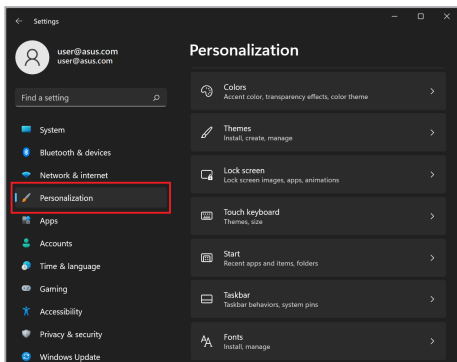 Settings
user@asus.com
user@asus.com
Find a setting
System
Bluetooth & devices
Network & internet
Personalization
Apps
Accounts
Time & language
Gaming
Accessibility
Privacy & security
Windows Update
Personalization
Colors
Accent color, transparency effects, color theme
Themes
Install, create, manage
Lock screen
Lock screen images, apps, animations
Touch keyboard
Themes, size
Start
Recent apps and items, folders
Taskbar
Taskbar behaviors, system pins
Fonts
Install, manage